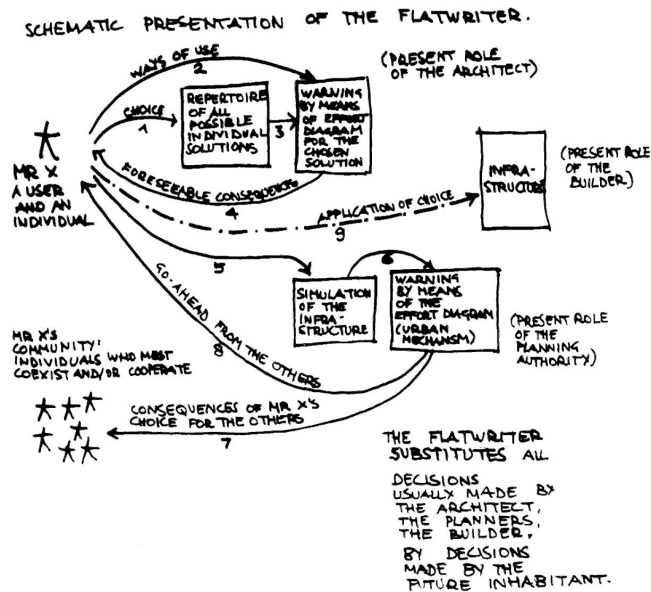 SCHEMATIC PRESENTATION OF THE FLATWRITER.
WAYS OF USE
2
(PRESENT ROLE
OF THE ARCHITECT)
CHOICE
1
REPERTOIRE
OF ALL
POSSIBLE
INDIVIDUAL
SOLUTIONS
3
WARNING
BY MEANS
OF EFFORT
DIAGRAM
FOR THE
CHOSEN
SOLUTION
MR X
A USER
AND AN
INDIVIDUAL
FORESEEABLE CONSEQUENCES
4
APPLICATION OF CHOICE
9
INFRA-
STRUCTURE
(PRESENT ROLE
OF THE
BUILDER)
5
6
SIMULATION
OF THE
INFRA-
STRUCTURE
WARNING
BY MEANS
OF THE
EFFORT DIAGRAM
(URBAN
MECHANISM)
(PRESENT ROLE
OF THE
PLANNING
AUTHORITY)
GO-AHEAD FROM THE OTHERS
8
MR X'S
COMMUNITY:
INDIVIDUALS WHO MUST
COEXIST AND/OR COOPERATE
CONSEQUENCES OF MR X'S
CHOICE FOR THE OTHERS
7
THE FLATWRITER
SUBSTITUTES ALL
DECISIONS
USUALLY MADE BY
THE ARCHITECT,
THE PLANNERS,
THE BUILDER,
BY DECISIONS
MADE BY THE
FUTURE INHABITANT.